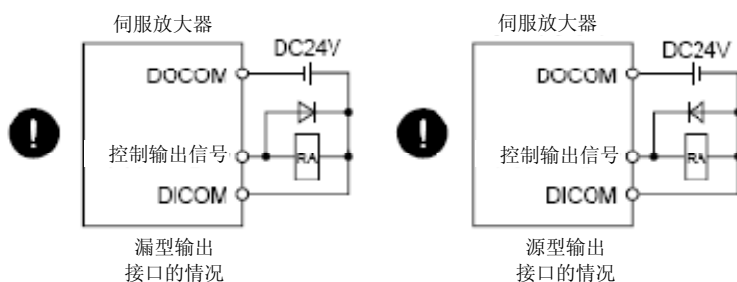 伺服放大器
DC24V
DOCOM
控制输出信号
RA
DICOM
漏型输出
接口的情况
伺服放大器
DC24V
DOCOM
控制输出信号
RA
DICOM
源型输出
接口的情况